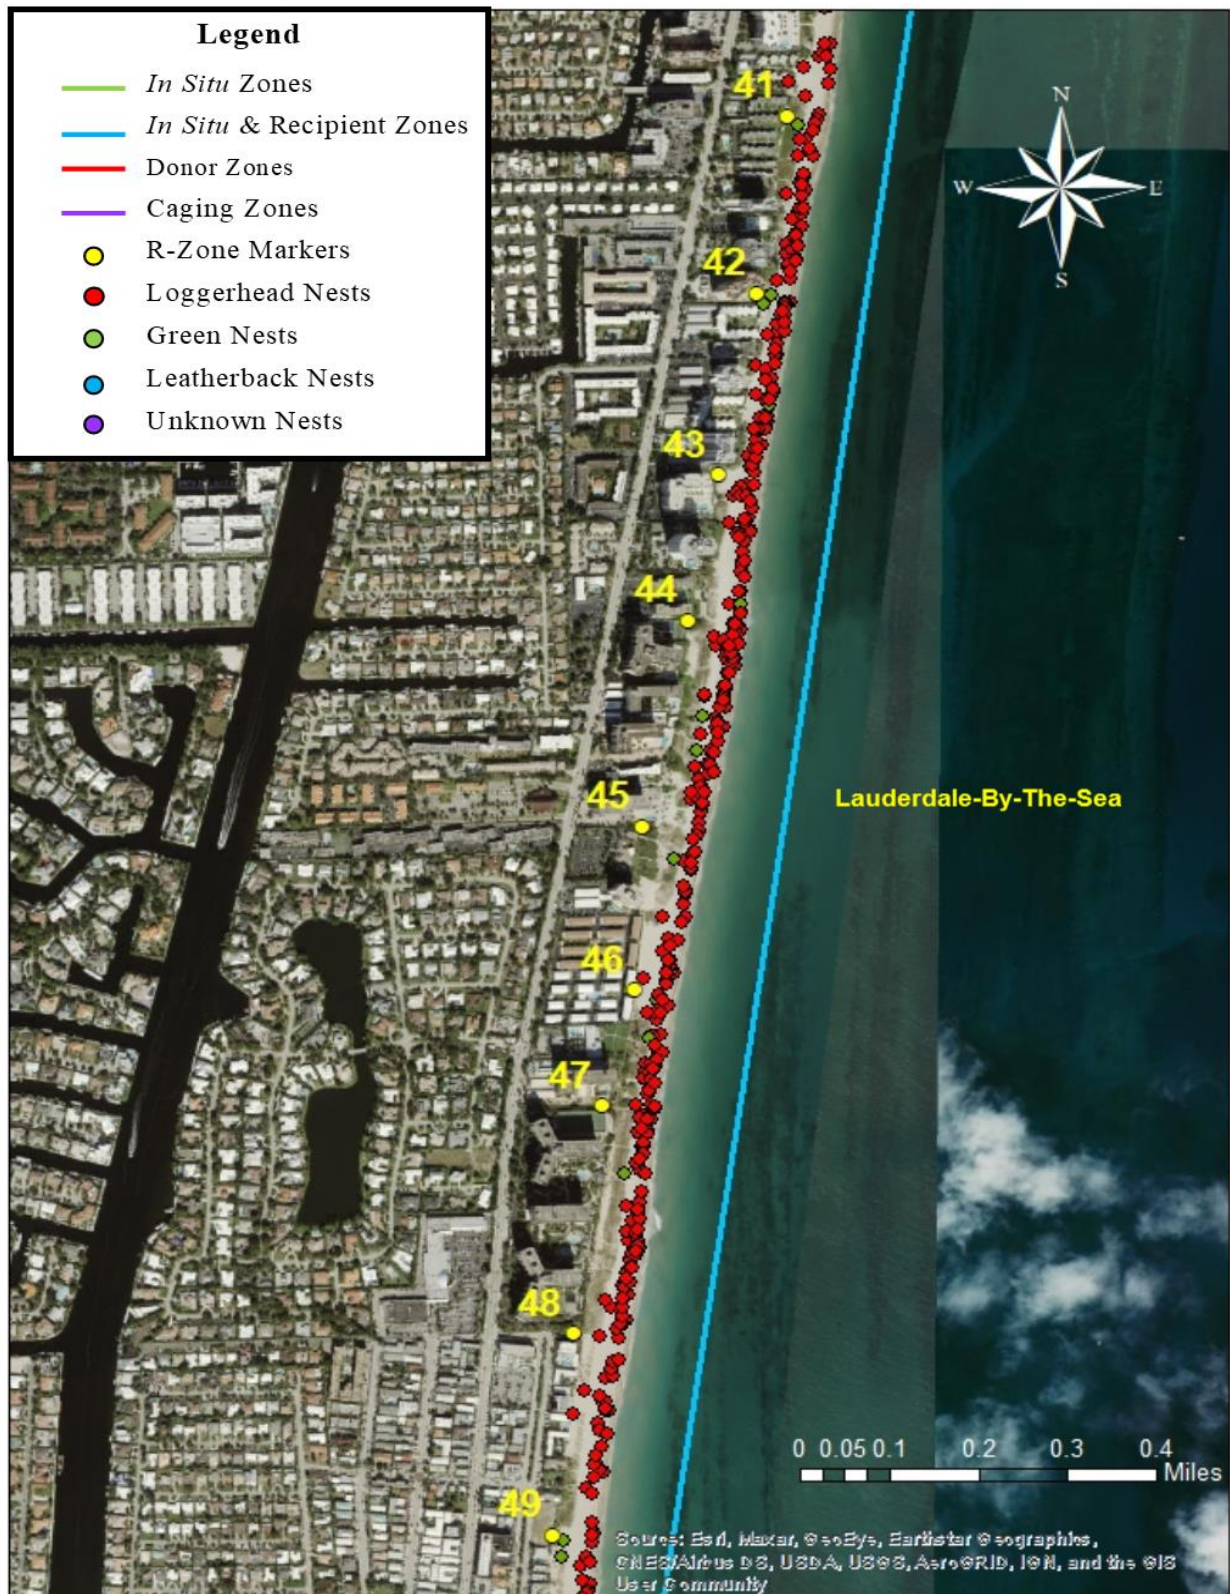 Legend
In Situ Zones
In Situ & Recipient Zones
Donor Zones
Caging Zones
R-Zone Markers
Loggerhead Nests
Green Nests
Leatherback Nests
Unknown Nests
41
N
W E
S
42
43
44
45
Lauderdale-By-The-Sea
46
47
48
0 0.05 0.1 0.2 0.3 0.4
Miles
49
Source: Esri, Maxar, GeoEye, Earthstar Geographics,
CNES/Airbus DS, USDA, USGS, AeroGRID, IGN, and the GIS
User Community